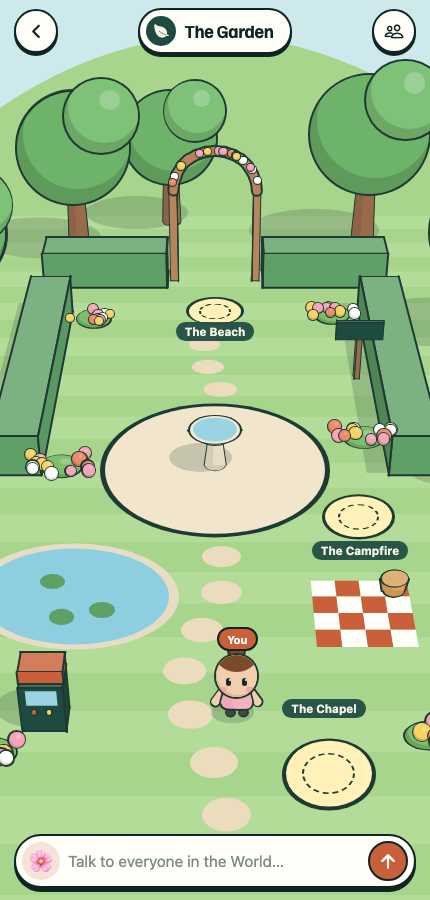 The Garden
The Beach
The Campfire
You
The Chapel
Talk to everyone in the World...